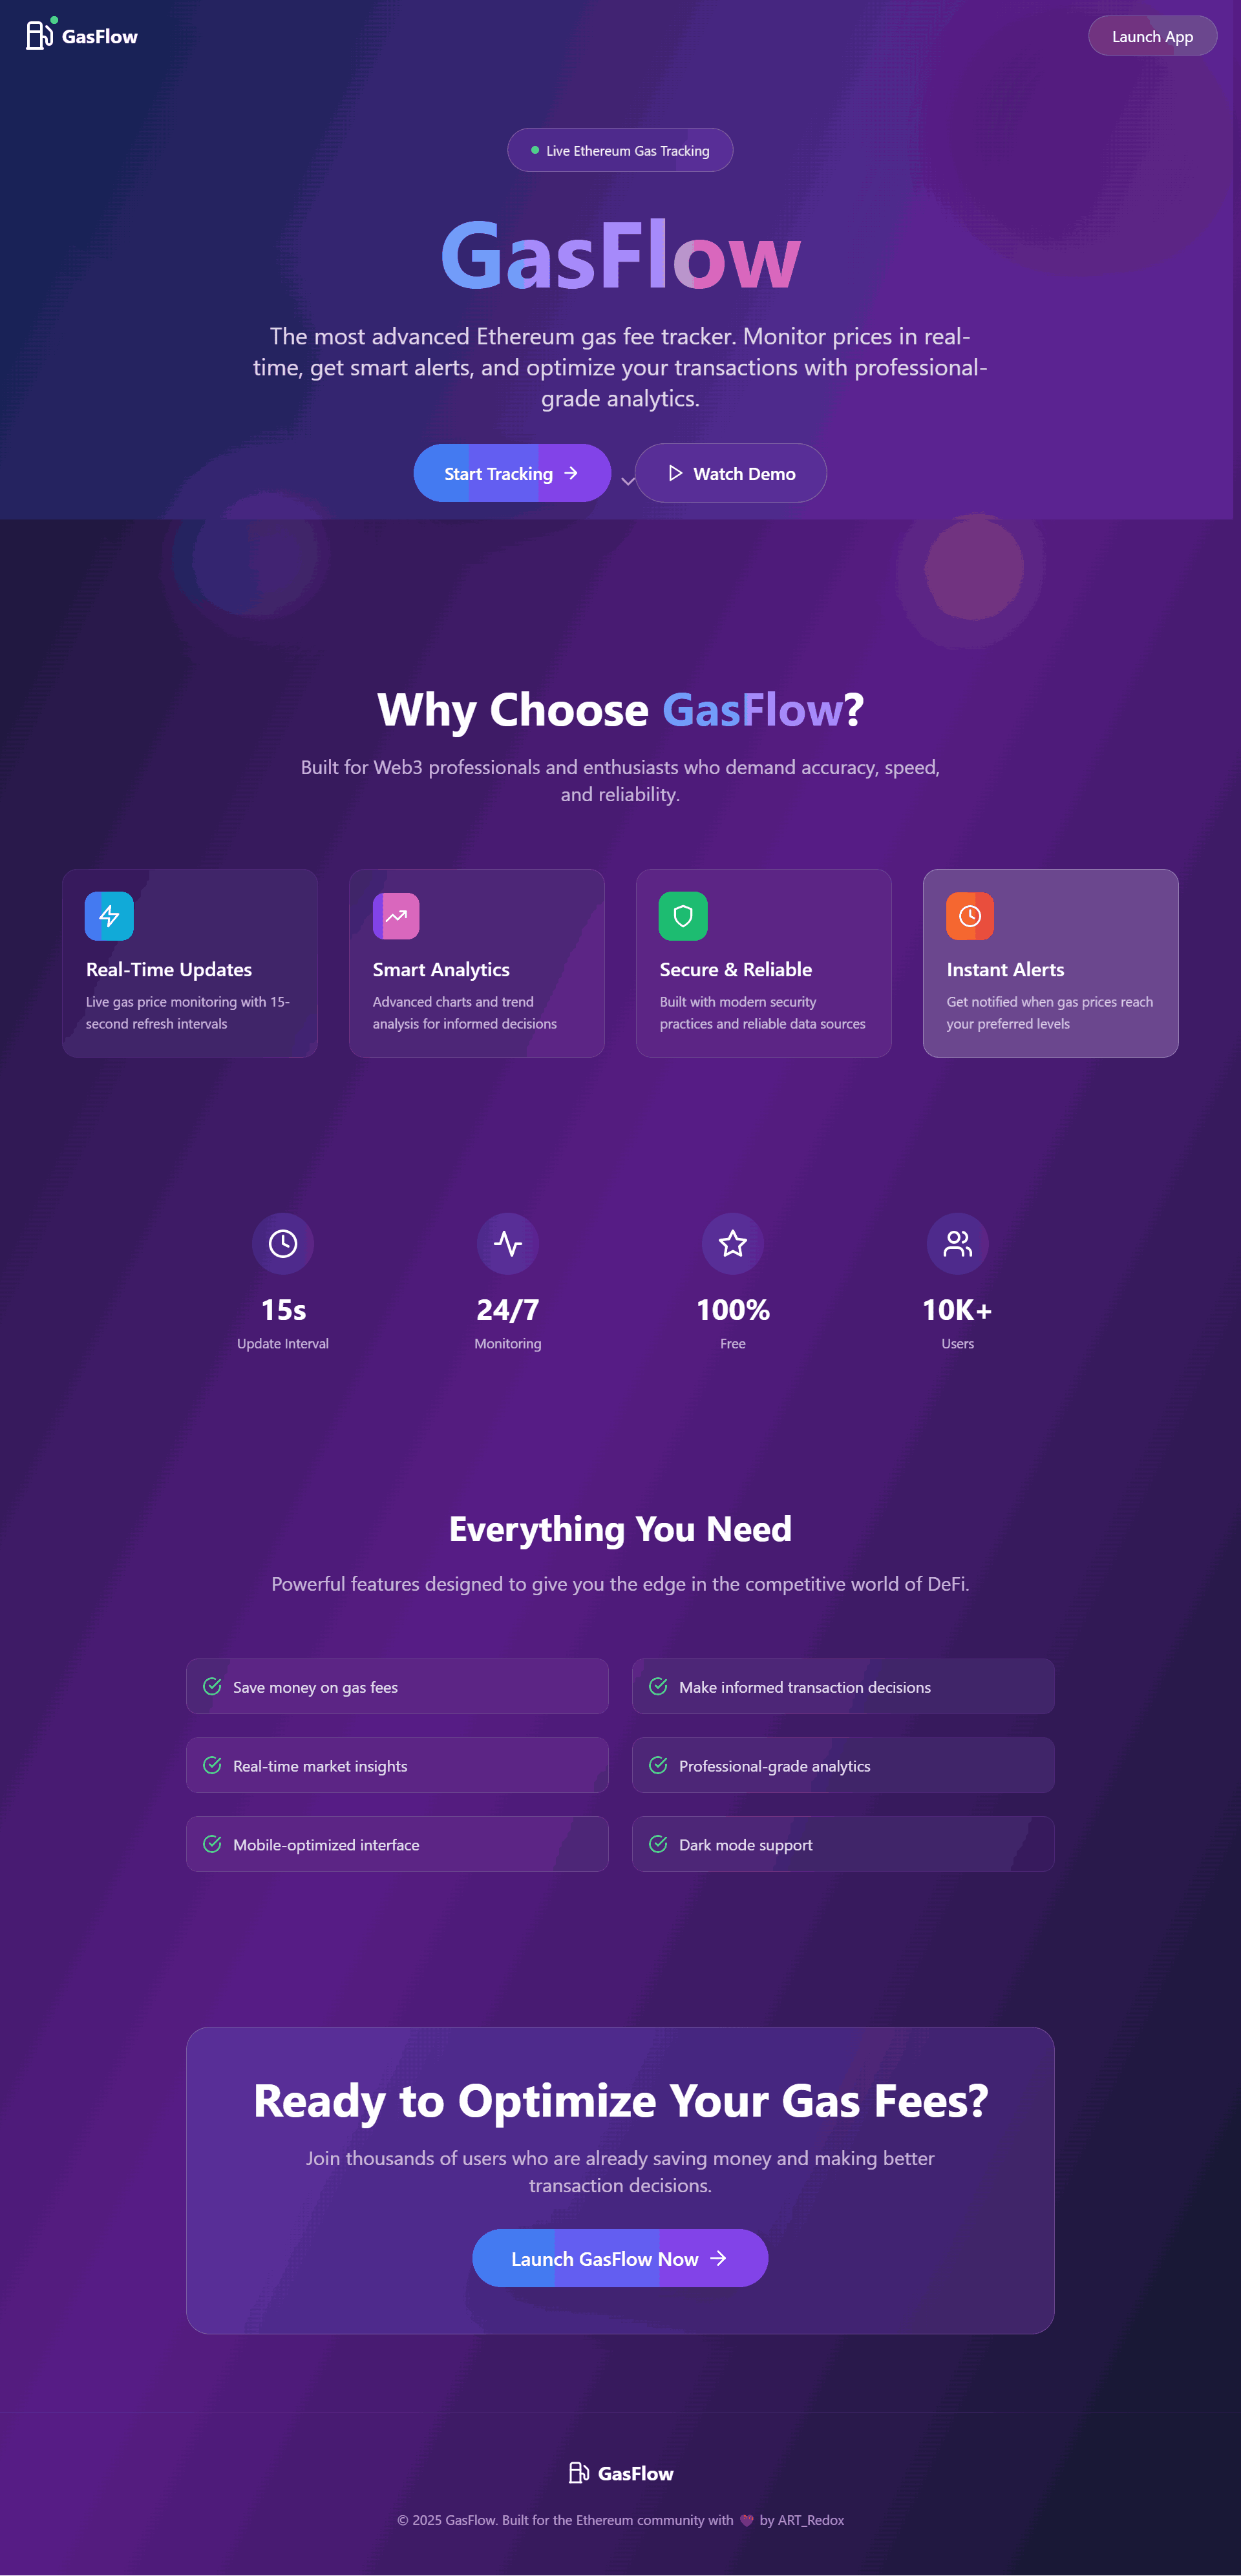 GasFlow
Launch App
Live Ethereum Gas Tracking
GasFlow
The most advanced Ethereum gas fee tracker. Monitor prices in real-
time, get smart alerts, and optimize your transactions with professional-
grade analytics.
Start Tracking
Watch Demo
Why Choose GasFlow?
Built for Web3 professionals and enthusiasts who demand accuracy, speed,
and reliability.
Real-Time Updates
Live gas price monitoring with 15-
second refresh intervals
Smart Analytics
Advanced charts and trend
analysis for informed decisions
Secure & Reliable
Built with modern security
practices and reliable data sources
Instant Alerts
Get notified when gas prices reach
your preferred levels
15s
Update Interval
24/7
Monitoring
100%
Free
10K+
Users
Everything You Need
Powerful features designed to give you the edge in the competitive world of DeFi.
Save money on gas fees
Make informed transaction decisions
Real-time market insights
Professional-grade analytics
Mobile-optimized interface
Dark mode support
Ready to Optimize Your Gas Fees?
Join thousands of users who are already saving money and making better
transaction decisions.
Launch GasFlow Now
GasFlow
© 2025 GasFlow. Built for the Ethereum community with 💜 by ART_Redox